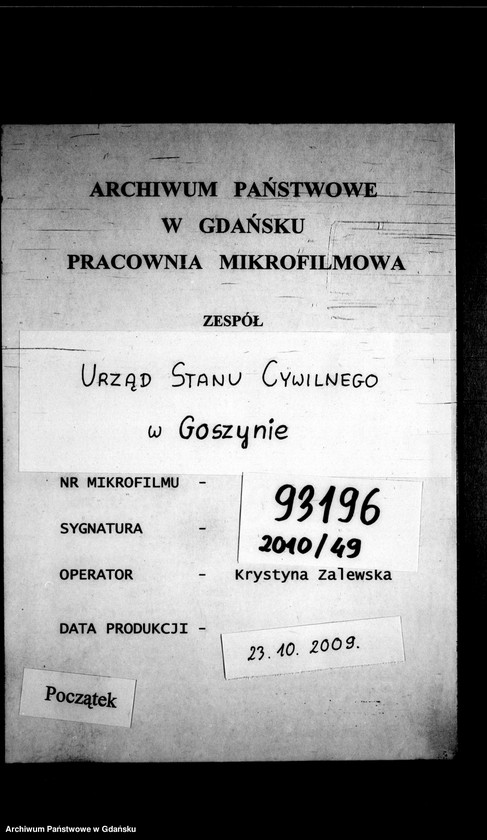 ARCHIWUM PAŃSTWOWE
W GDAŃSKU
PRACOWNIA MIKROFILMOWA
ZESPÓŁ
URZĄD STANU CYWILNEGO
w GOSZYNIE
NR MIKROFILMU - 93196
SYGNATURA - 2010/49
OPERATOR - Krystyna Zalewska
DATA PRODUKCJI - 23.10.2009.
Początek
Archiwum Państwowe w Gdańsku